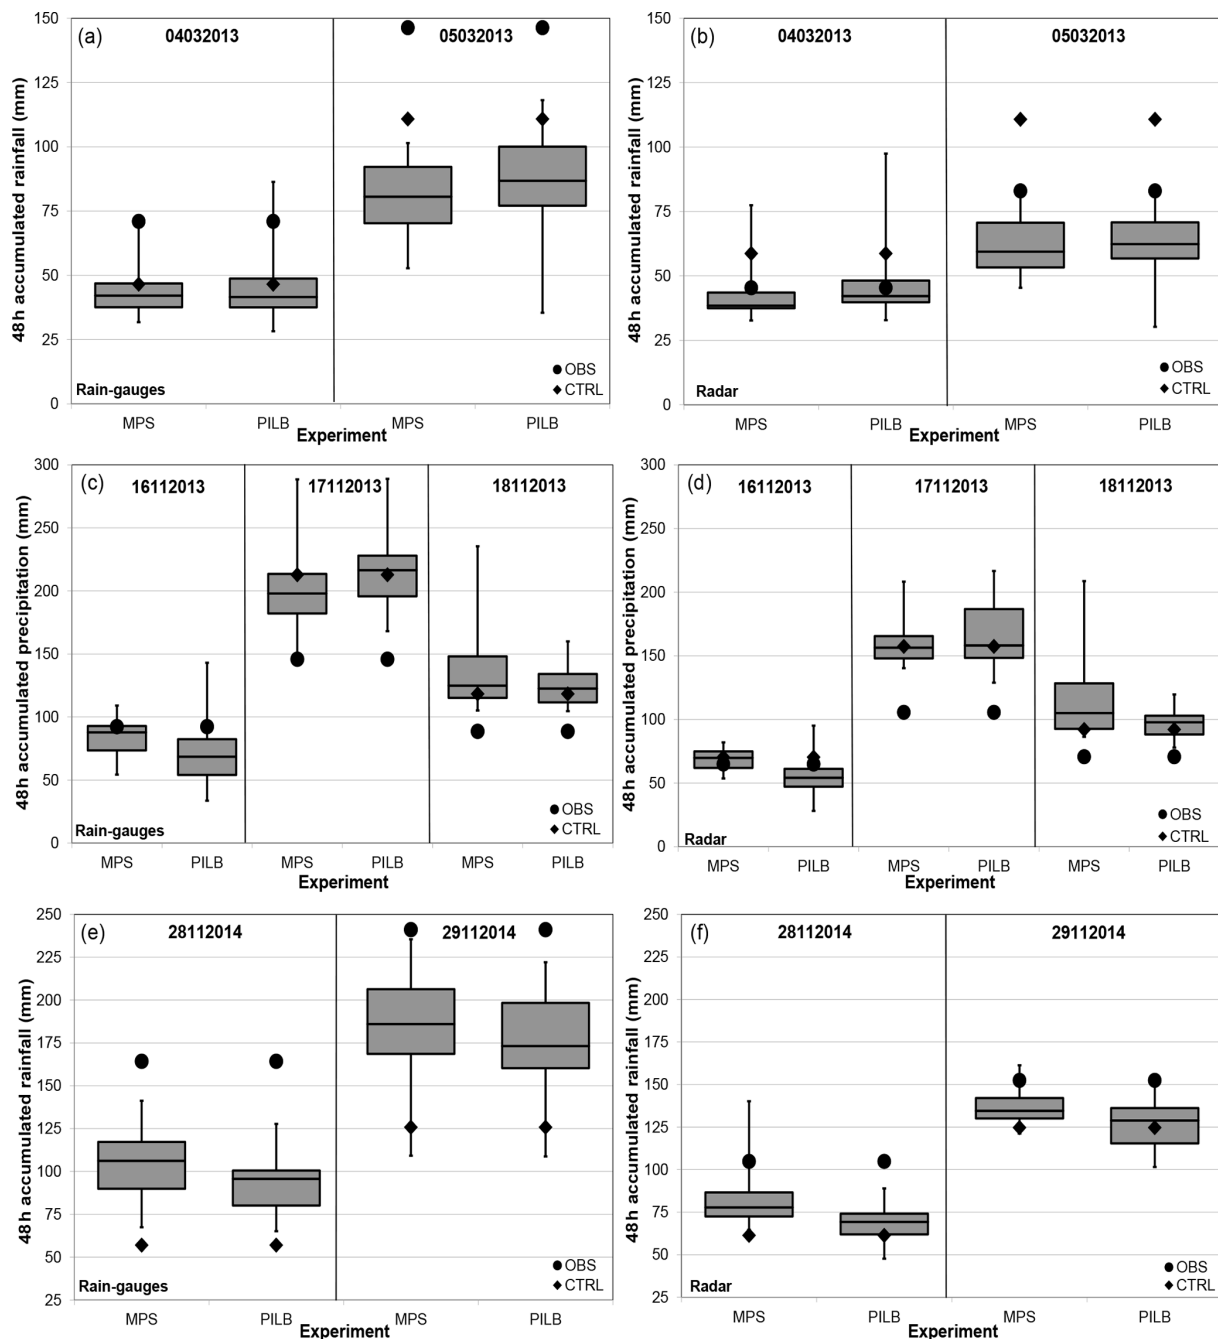 (a)
04032013
05032013
48h accumulated rainfall (mm)
150
125
100
75
50
25
0
Rain-gauges
OBS
CTRL
MPS
PILB
MPS
PILB
Experiment
(b)
04032013
05032013
48h accumulated rainfall (mm)
150
125
100
75
50
25
0
Radar
OBS
CTRL
MPS
PILB
MPS
PILB
Experiment
(c)
16112013
17112013
18112013
48h accumulated precipitation (mm)
300
250
200
150
100
50
0
Rain-gauges
OBS
CTRL
MPS
PILB
MPS
PILB
MPS
PILB
Experiment
(d)
16112013
17112013
18112013
48h accumulated precipitation (mm)
300
250
200
150
100
50
0
Radar
OBS
CTRL
MPS
PILB
MPS
PILB
MPS
PILB
Experiment
(e)
28112014
29112014
48h accumulated rainfall (mm)
250
225
200
175
150
125
100
75
50
25
Rain-gauges
OBS
CTRL
MPS
PILB
MPS
PILB
Experiment
(f)
28112014
29112014
48h accumulated rainfall (mm)
250
225
200
175
150
125
100
75
50
25
Radar
OBS
CTRL
MPS
PILB
MPS
PILB
Experiment